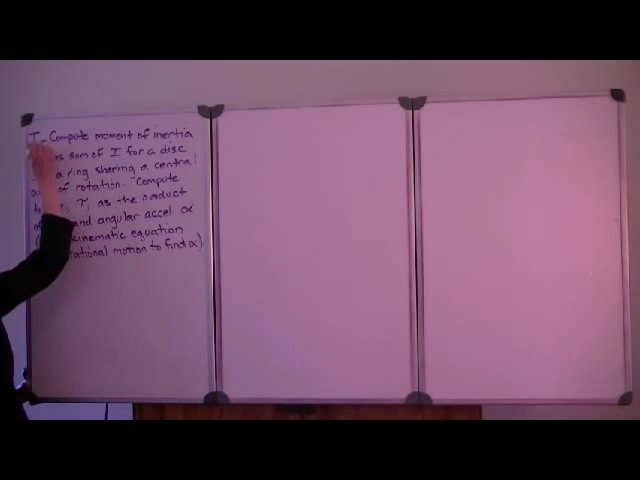 I - Compute moment of inertia
as sum of I for a disc
a ring sharing a central
of rotation. Compute
τ, as the product
and angular accel. α
kinematic equation
rotational motion to find α).